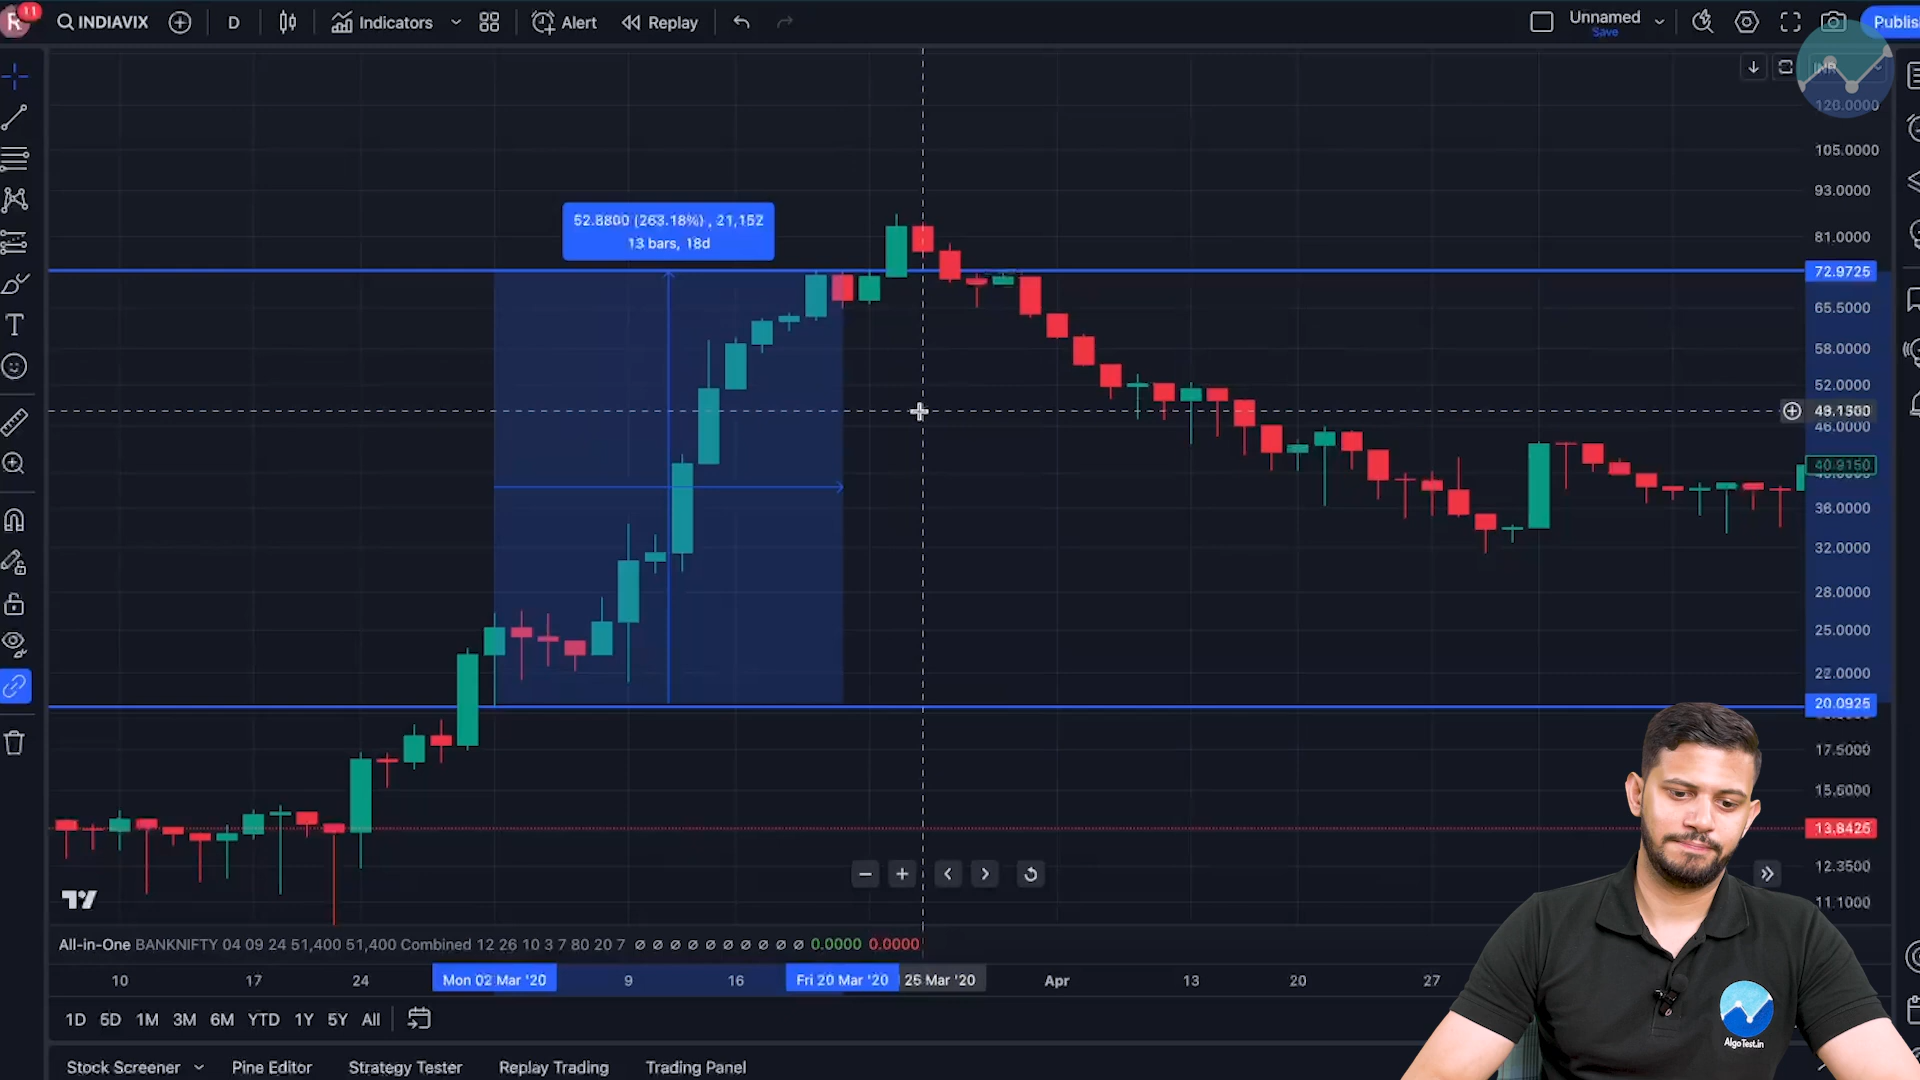 R 11 INDIAVIX D Indicators Alert Replay Unnamed Save Publis
INR
120.0000
105.0000
93.0000
52.8800 (263.18%) , 21,152
13 bars, 18d
81.0000
72.9725
65.5000
58.0000
52.0000
46.0000
40.9150
36.0000
32.0000
28.0000
25.0000
22.0000
20.0925
17.5000
15.6000
13.8425
12.3500
11.1000
All-in-One BANKNIFTY 04 09 24 51,400 51,400 Combined 12 26 10 3 7 80 20 7 ∅ ∅ ∅ ∅ ∅ ∅ ∅ ∅ ∅ ∅ 0.0000 0.0000
10 17 24 Mon 02 Mar '20 9 16 Fri 20 Mar '20 25 Mar '20 Apr 13 20 27
1D 5D 1M 3M 6M YTD 1Y 5Y All
Stock Screener Pine Editor Strategy Tester Replay Trading Trading Panel
AlgoTest.in